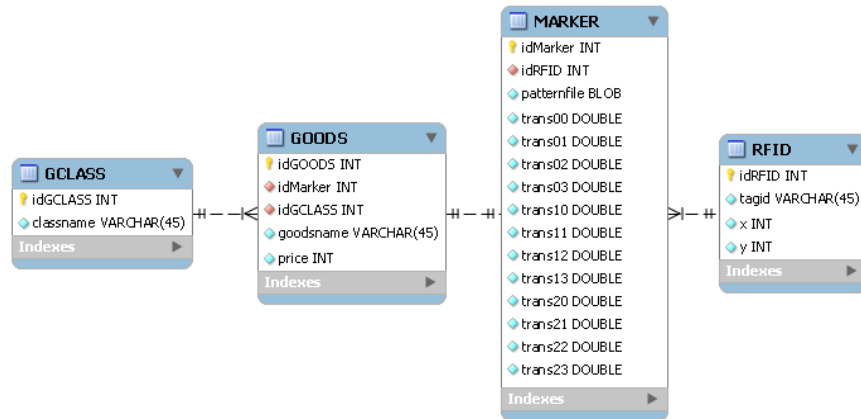 GCLASS
idGCLASS INT
classname VARCHAR(45)
Indexes
GOODS
idGOODS INT
idMarker INT
idGCLASS INT
goodsname VARCHAR(45)
price INT
Indexes
MARKER
idMarker INT
idRFID INT
patternfile BLOB
trans00 DOUBLE
trans01 DOUBLE
trans02 DOUBLE
trans03 DOUBLE
trans10 DOUBLE
trans11 DOUBLE
trans12 DOUBLE
trans13 DOUBLE
trans20 DOUBLE
trans21 DOUBLE
trans22 DOUBLE
trans23 DOUBLE
Indexes
RFID
idRFID INT
tagid VARCHAR(45)
x INT
y INT
Indexes